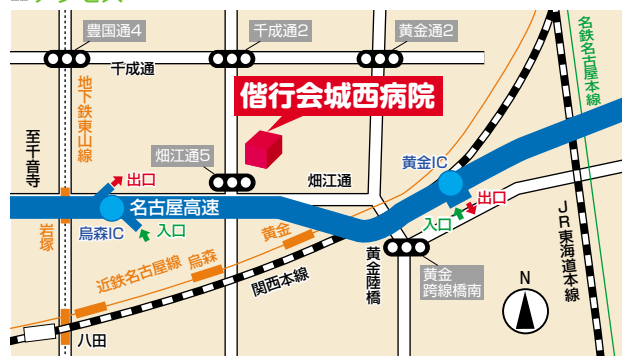 アクセス
豊国通4
千成通2
黄金通2
千成通
名鉄名古屋本線
地下鉄東山線
偕行会城西病院
至千音寺
畑江通5
畑江通
黄金IC
出口
出口
名古屋高速
烏森IC
入口
入口
岩塚
黄金
烏森
近鉄名古屋線
関西本線
黄金陸橋
黄金
跨線橋南
JR東海道本線
N
八田